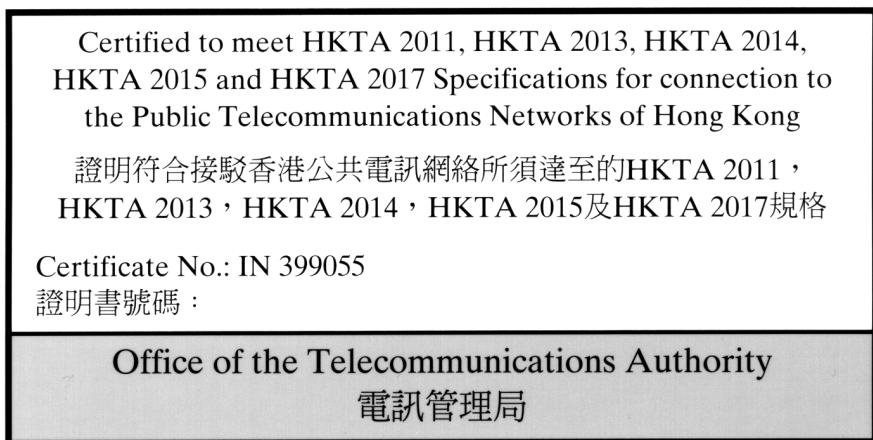 Certified to meet HKTA 2011, HKTA 2013, HKTA 2014,
HKTA 2015 and HKTA 2017 Specifications for connection to
the Public Telecommunications Networks of Hong Kong
證明符合接駁香港公共電訊網絡所須達至的HKTA 2011，
HKTA 2013，HKTA 2014，HKTA 2015及HKTA 2017規格
Certificate No.: IN 399055
證明書號碼：
Office of the Telecommunications Authority
電訊管理局